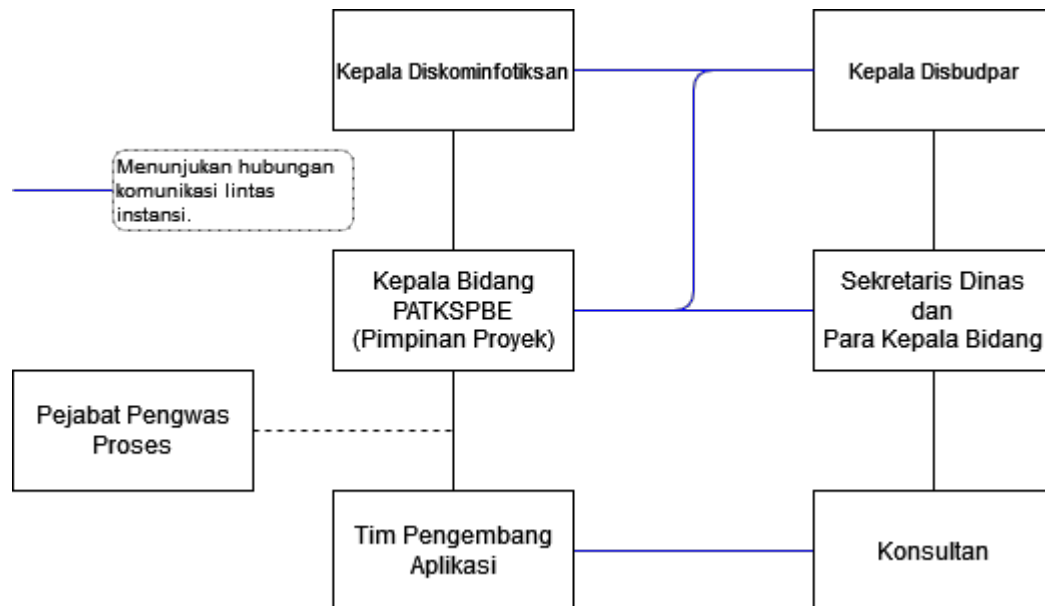 Kepala Diskominfotiksan
Kepala Disbudpar
Menunjukan hubungan
komunikasi lintas
instansi.
Kepala Bidang
PATKSPBE
(Pimpinan Proyek)
Sekretaris Dinas
dan
Para Kepala Bidang
Pejabat Pengwas
Proses
Tim Pengembang
Aplikasi
Konsultan